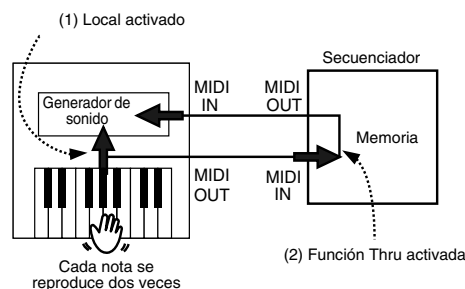 (1) Local activado
Secuenciador
MIDI
IN
MIDI
OUT
Generador de
sonido
Memoria
MIDI
OUT
MIDI
IN
(2) Función Thru activada
Cada nota se
reproduce dos veces